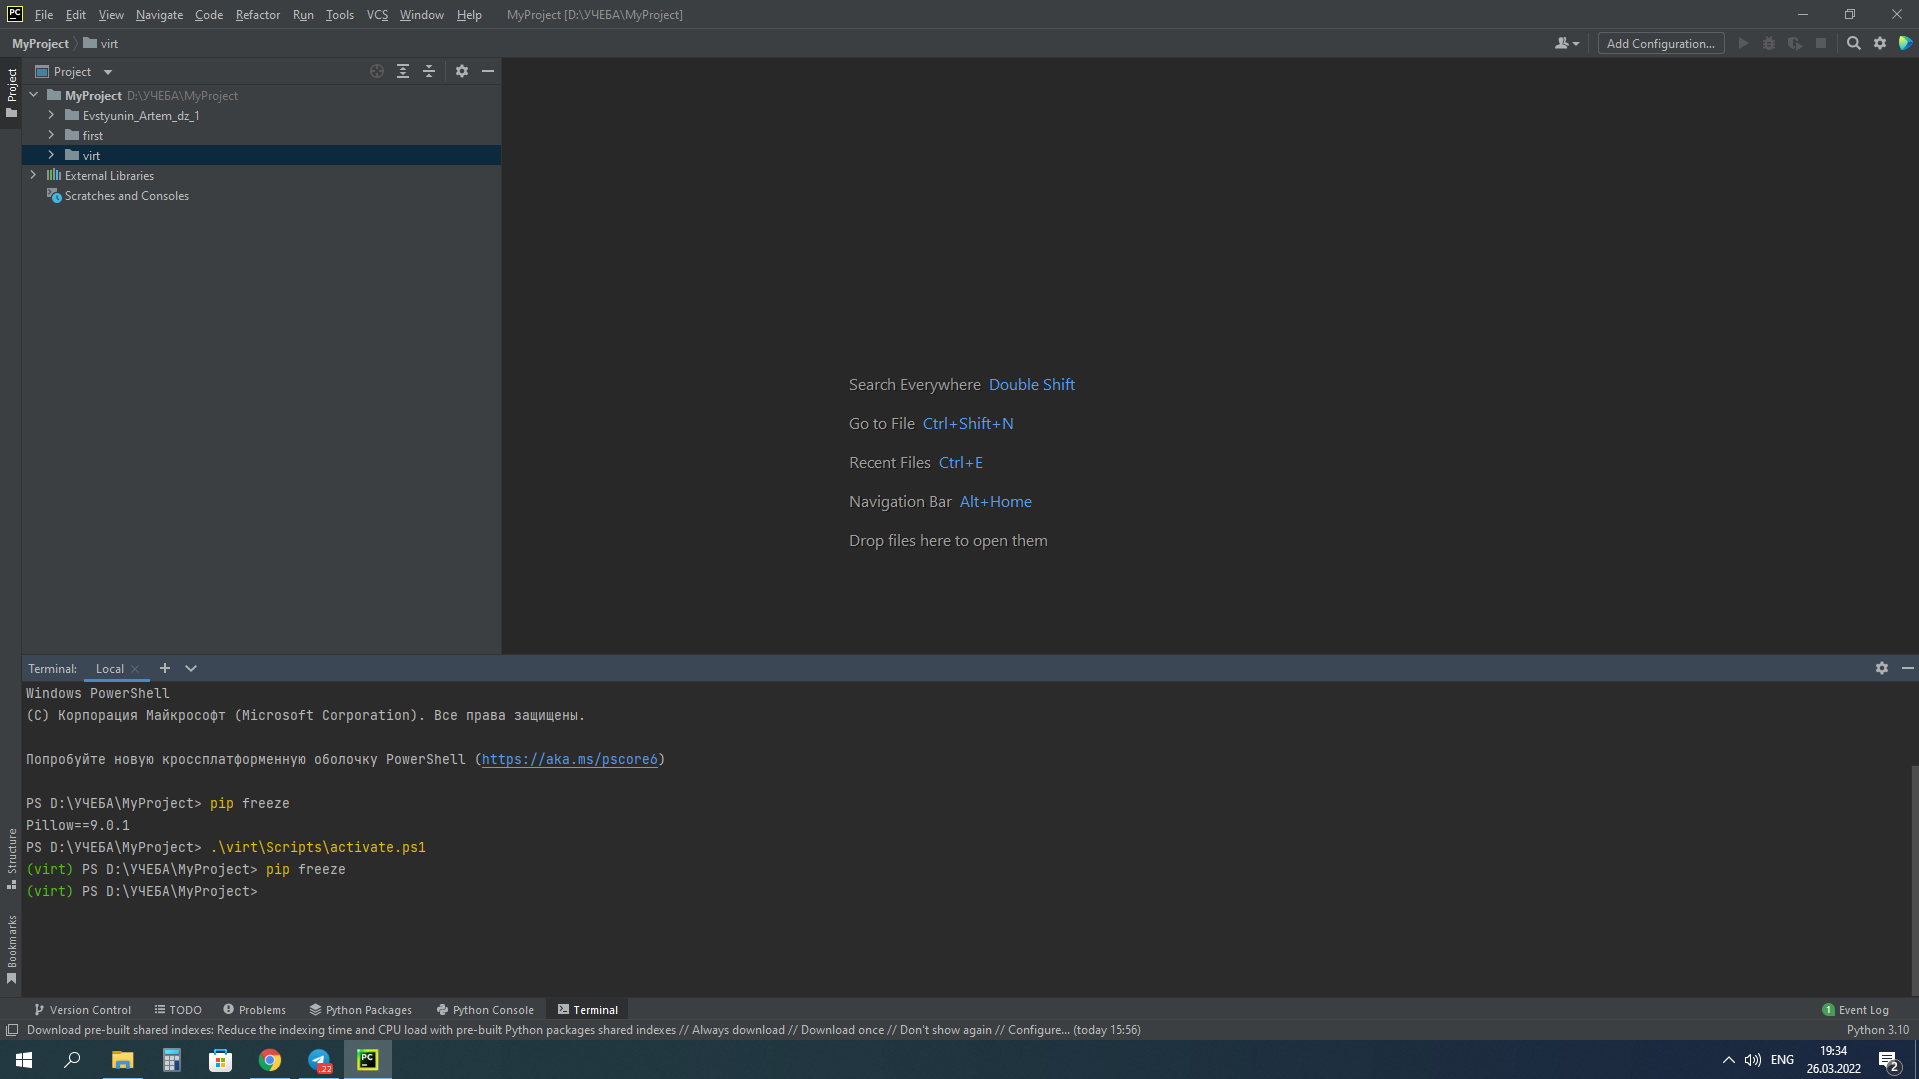 PC File Edit View Navigate Code Refactor Run Tools VCS Window Help MyProject [D:\УЧЕБА\MyProject]
MyProject virt Add Configuration...
Project
Project
MyProject D:\УЧЕБА\MyProject
Evstyunin_Artem_dz_1
first
virt
External Libraries
Scratches and Consoles
Search Everywhere Double Shift
Go to File Ctrl+Shift+N
Recent Files Ctrl+E
Navigation Bar Alt+Home
Drop files here to open them
Terminal: Local
Windows PowerShell
(C) Корпорация Майкрософт (Microsoft Corporation). Все права защищены.
Попробуйте новую кроссплатформенную оболочку PowerShell (https://aka.ms/pscore6)
PS D:\УЧЕБА\MyProject> pip freeze
Pillow==9.0.1
PS D:\УЧЕБА\MyProject> .\virt\Scripts\activate.ps1
(virt) PS D:\УЧЕБА\MyProject> pip freeze
(virt) PS D:\УЧЕБА\MyProject>
Structure
Bookmarks
Version Control TODO Problems Python Packages Python Console Terminal 1 Event Log
Download pre-built shared indexes: Reduce the indexing time and CPU load with pre-built Python packages shared indexes // Always download // Download once // Don't show again // Configure... (today 15:56) Python 3.10
22 PC ENG 19:34
26.03.2022 2